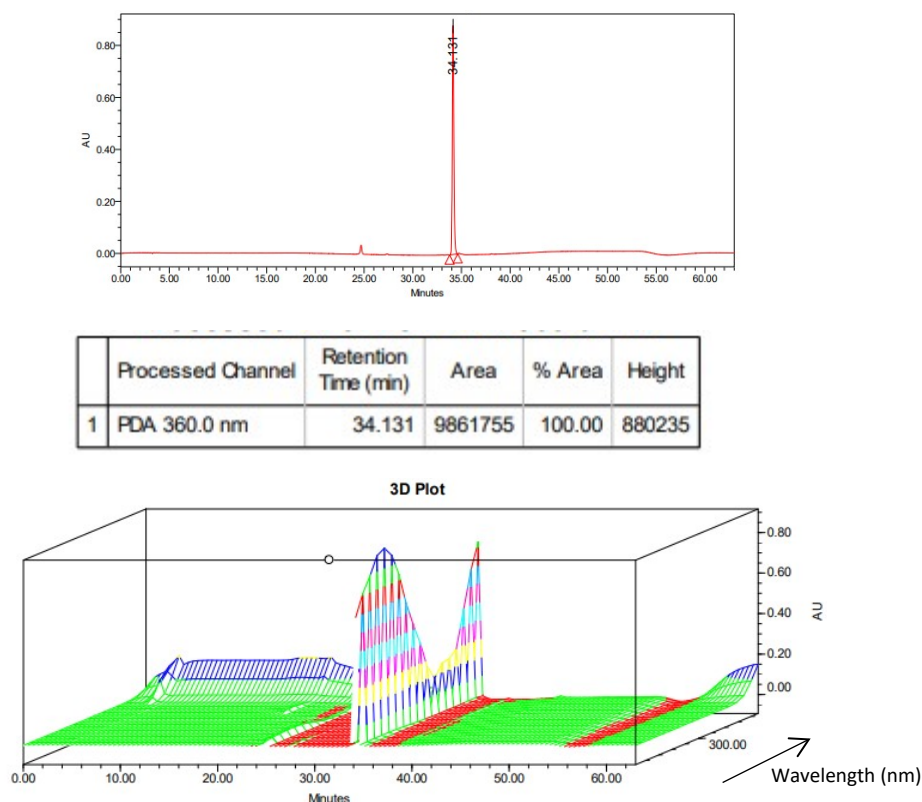 0.80
0.60
0.40
0.20
0.00
AU
34.131
0.00 5.00 10.00 15.00 20.00 25.00 30.00 35.00 40.00 45.00 50.00 55.00 60.00
Minutes
Processed Channel Retention Time (min) Area % Area Height
1 PDA 360.0 nm 34.131 9861755 100.00 880235
3D Plot
0.80
0.60
0.40
0.20
0.00
AU
300.00
Wavelength (nm)
0.00 10.00 20.00 30.00 40.00 50.00 60.00
Minutes